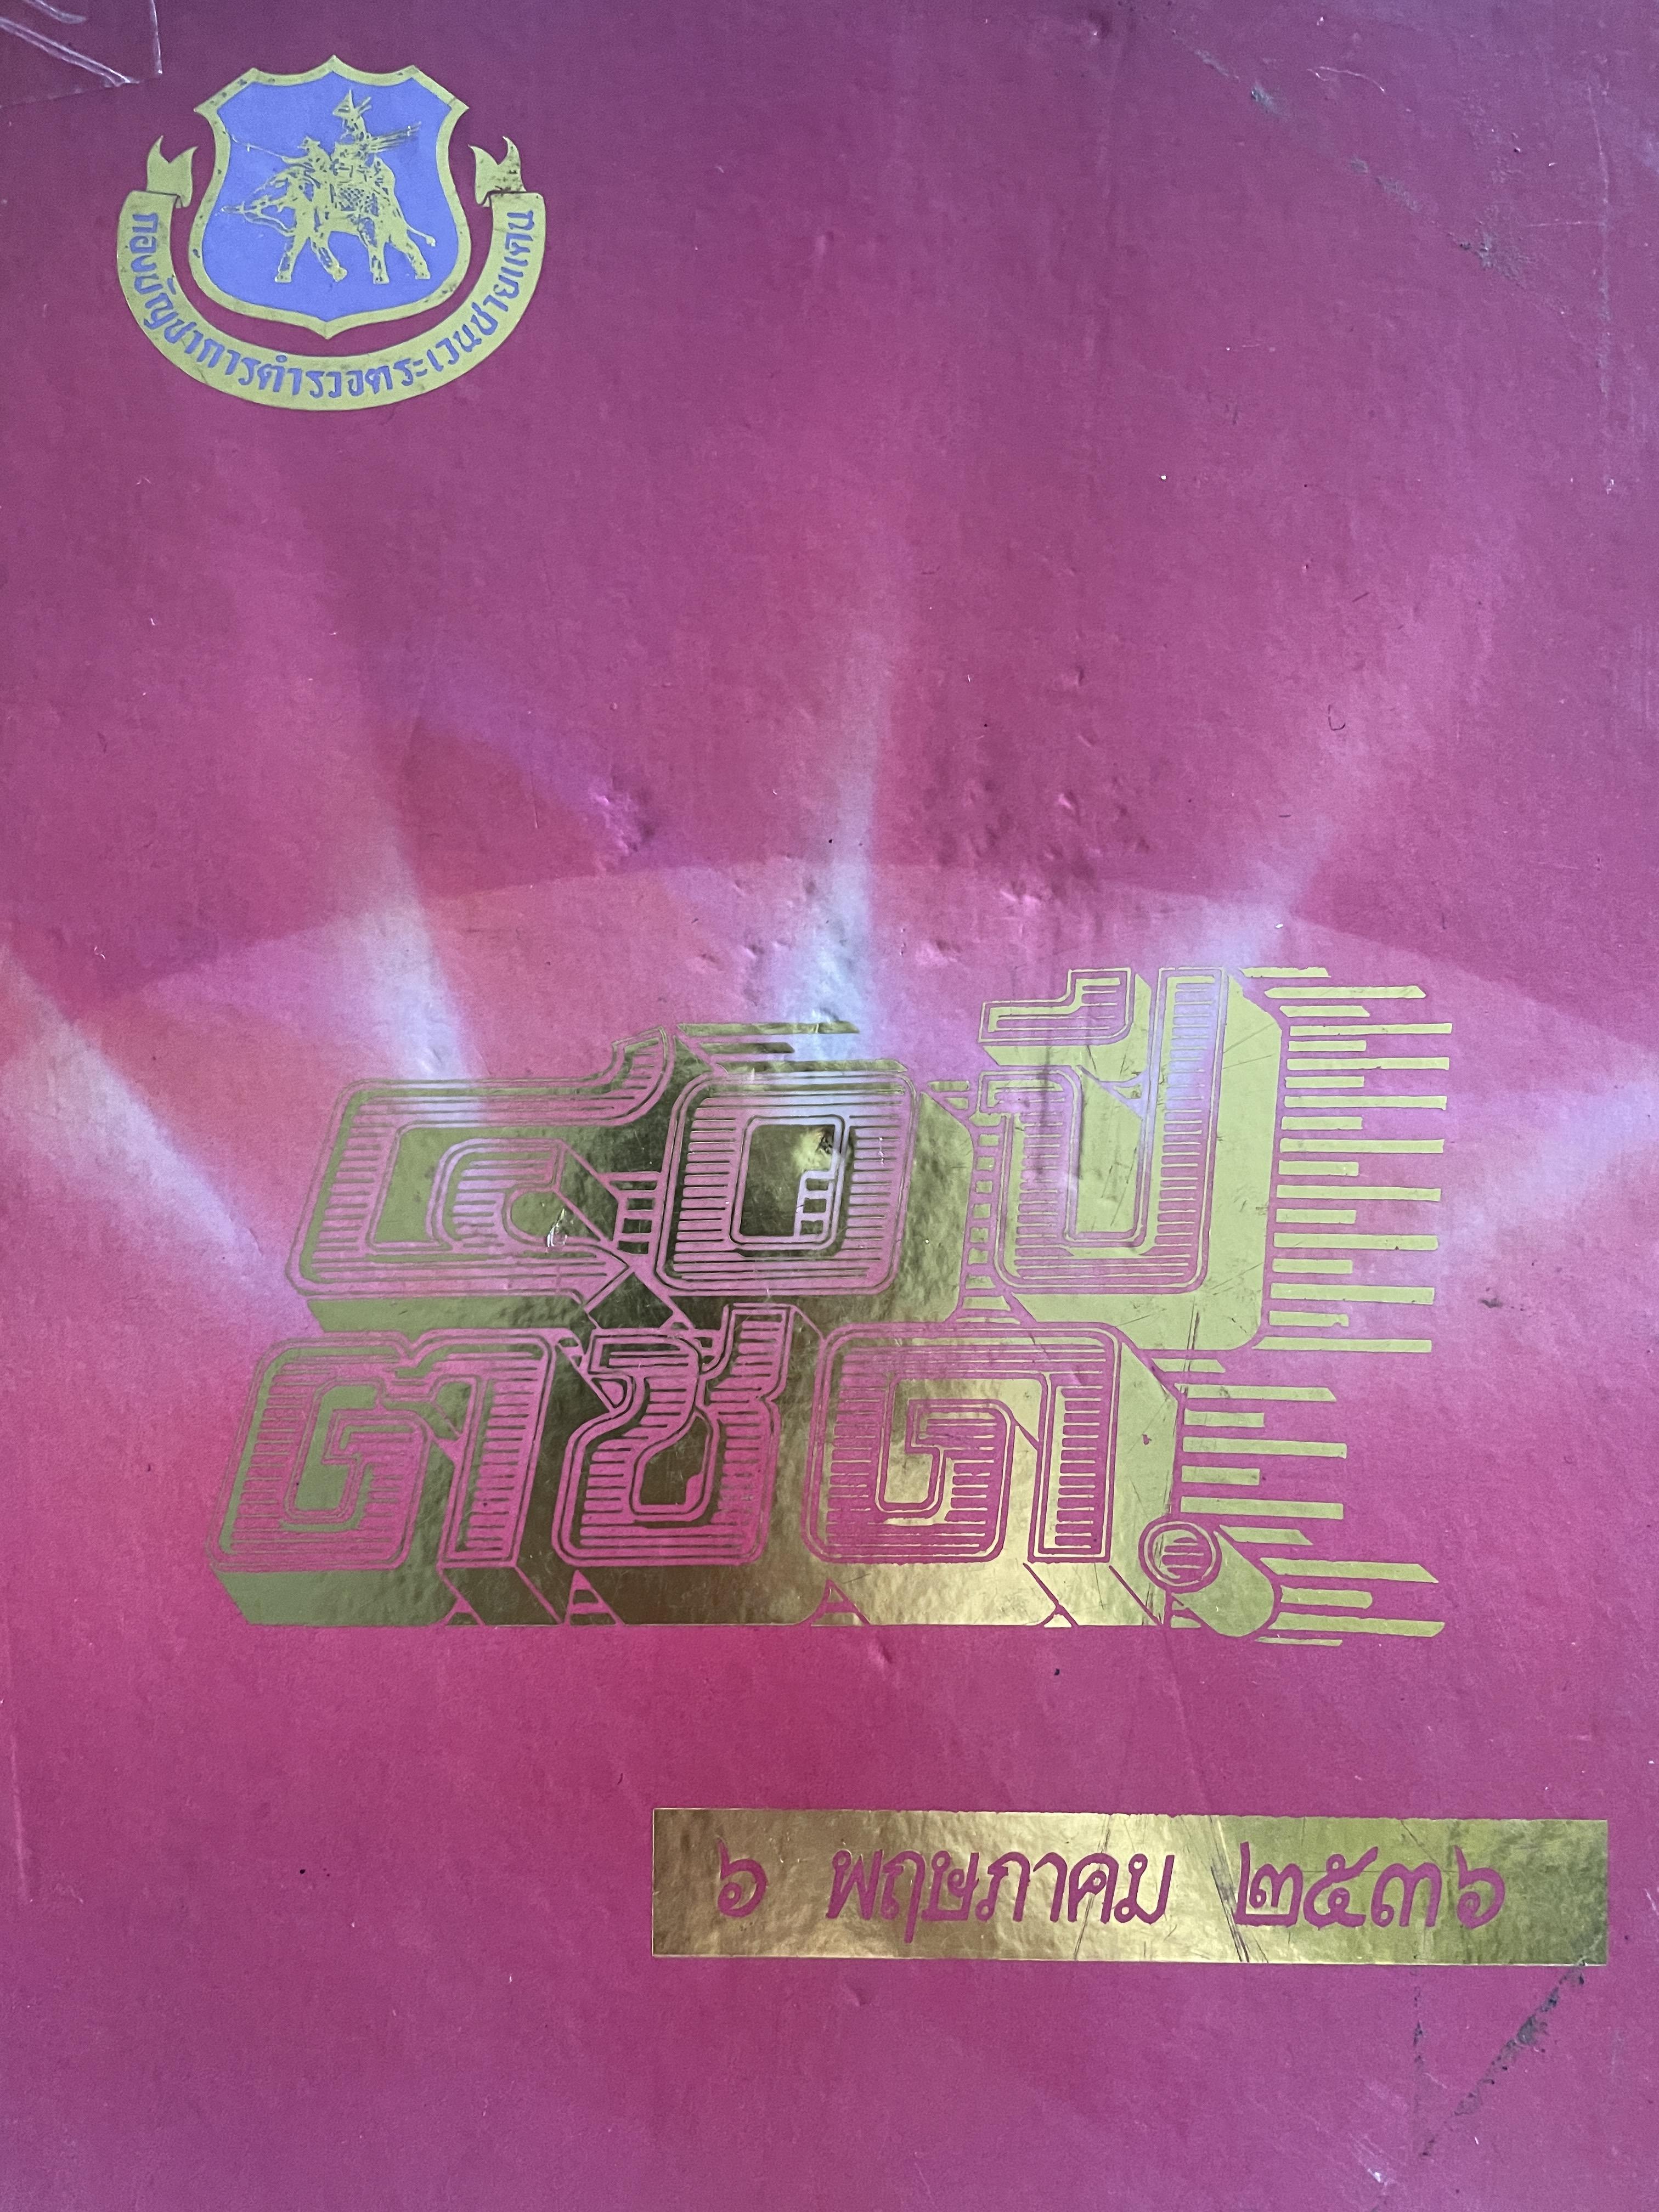 กองบัญชาการตำรวจตระเวนชายแดน
๔๐ ปี
ตชด.
๖ พฤษภาคม ๒๕๓๖